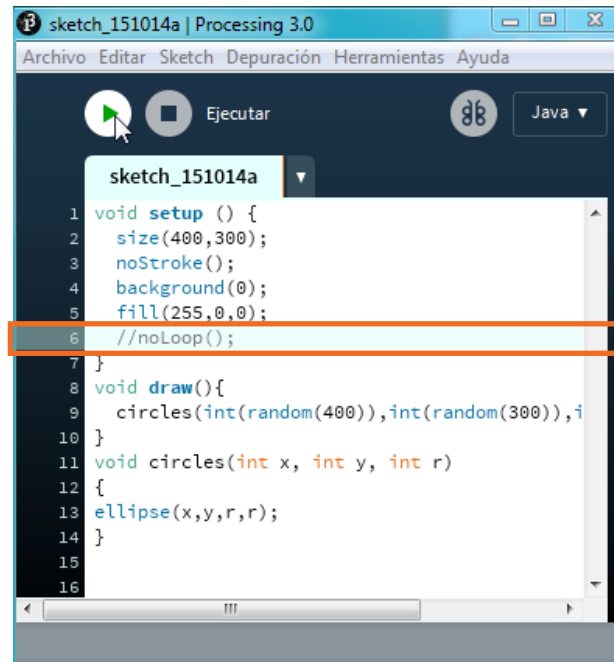 sketch_151014a | Processing 3.0
Archivo Editar Sketch Depuración Herramientas Ayuda
Ejecutar
Java ▼
sketch_151014a ▼
1 void setup () {
2 size(400,300);
3 noStroke();
4 background(0);
5 fill(255,0,0);
6 //noLoop();
7 }
8 void draw(){
9 circles(int(random(400)),int(random(300)),i
10 }
11 void circles(int x, int y, int r)
12 {
13 ellipse(x,y,r,r);
14 }
15
16